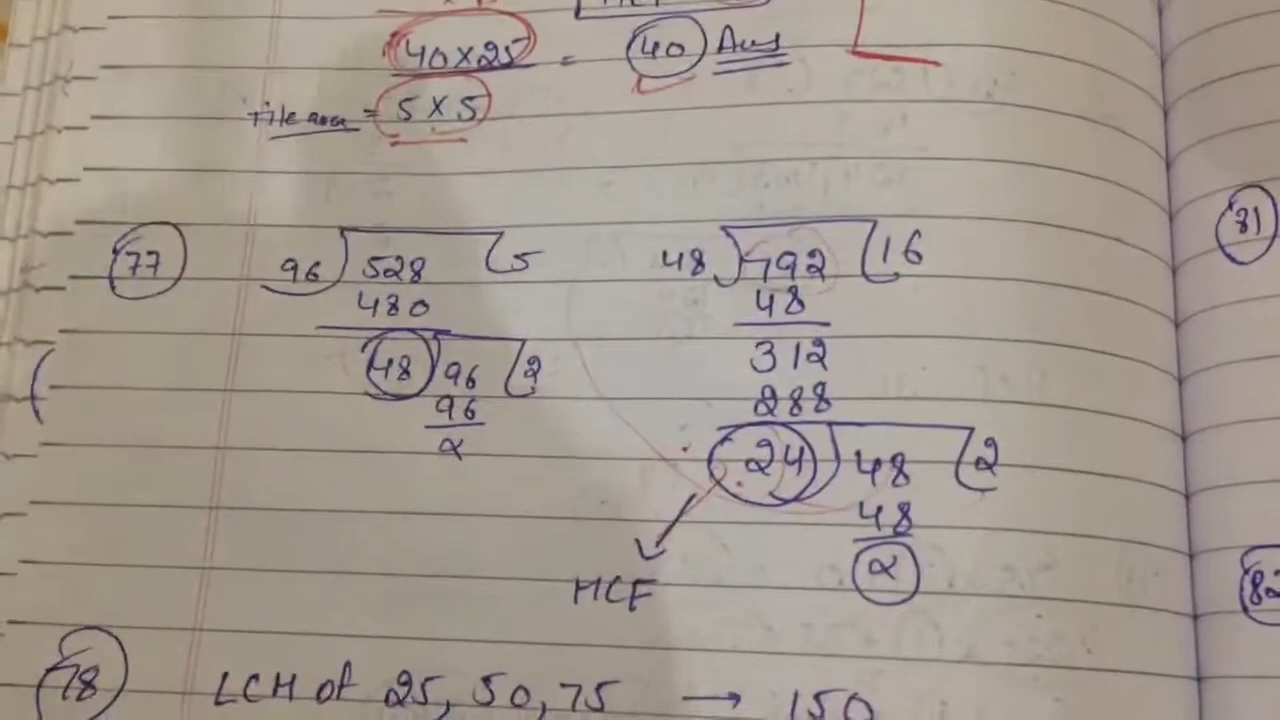 40×25 = 40 Ans
Tile area = 5 × 5
77
96 528 5
480
48 96 2
96
48 792 16
48
312
288
24 48 2
48
HCF
78 LCM of 25, 50, 75 → 150
81
82